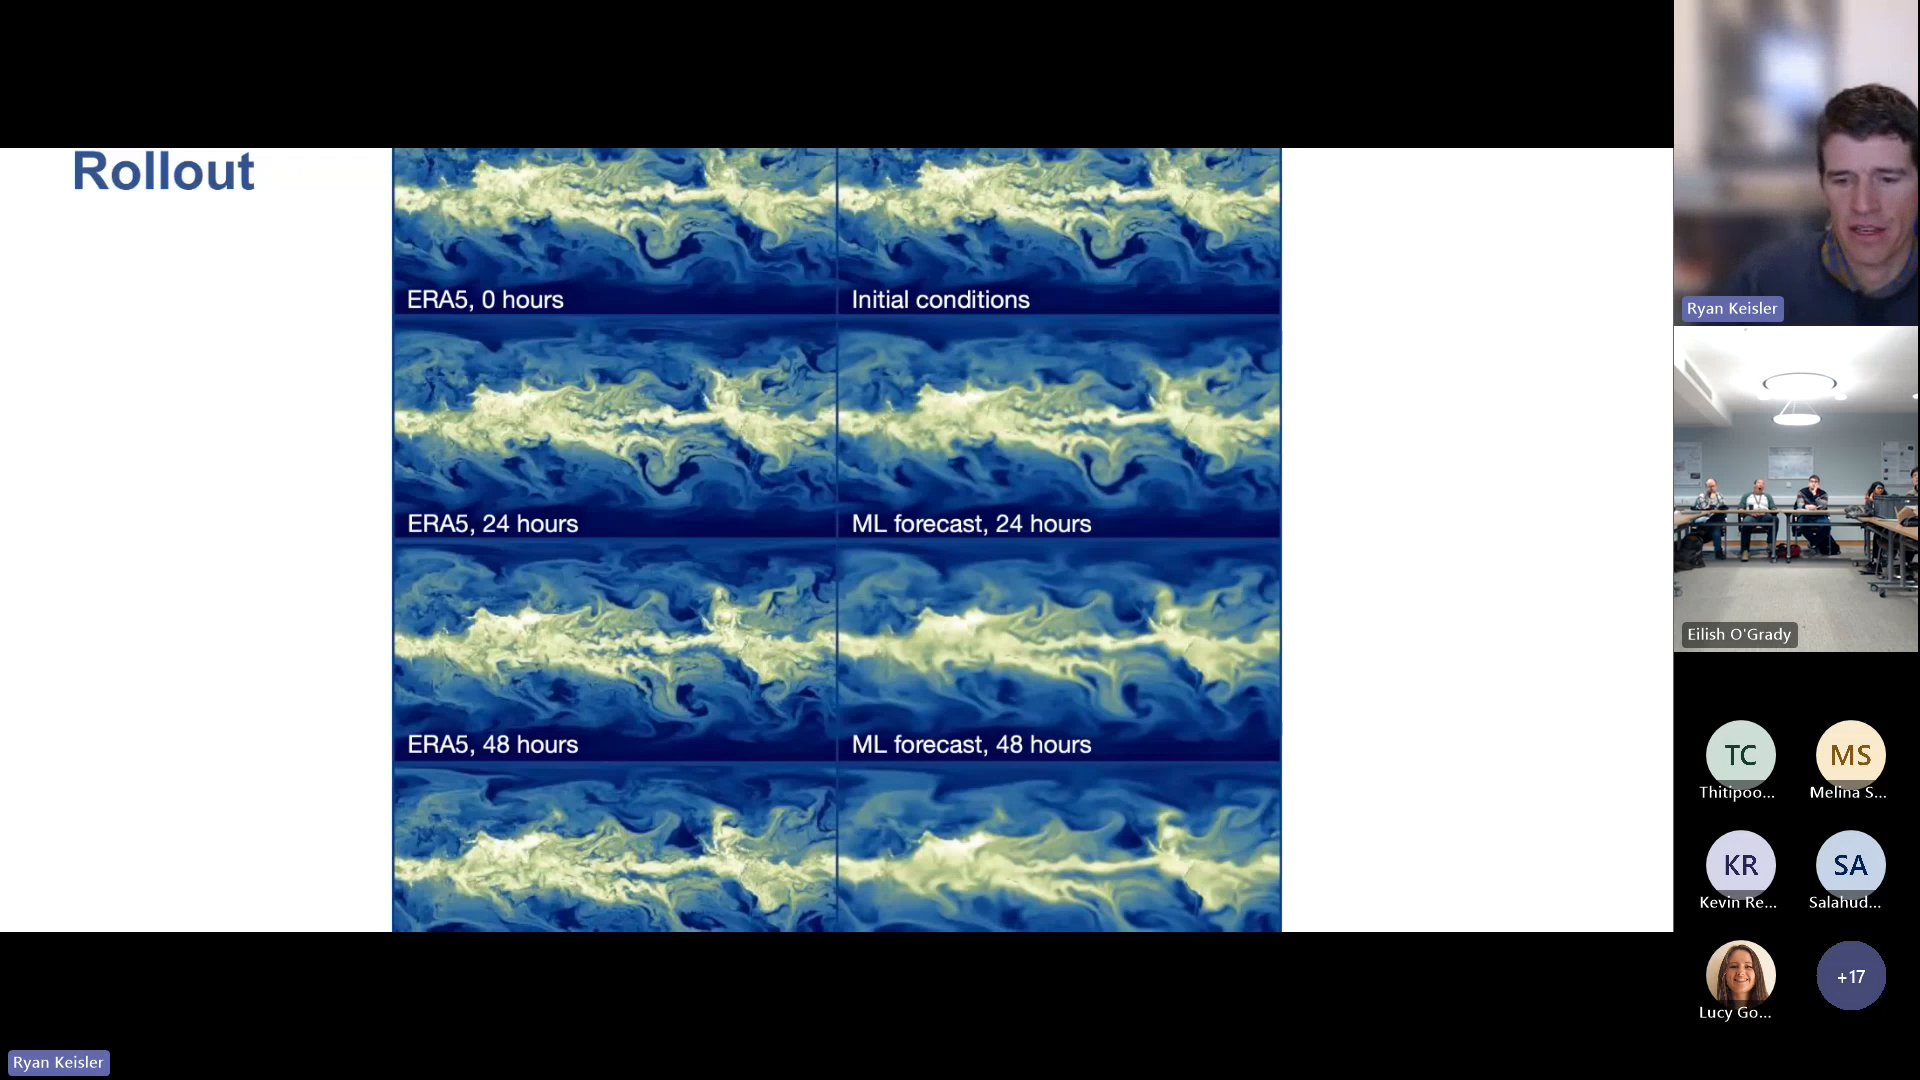 Rollout
ERA5, 0 hours
Initial conditions
ERA5, 24 hours
ML forecast, 24 hours
ERA5, 48 hours
ML forecast, 48 hours
Ryan Keisler
Eilish O'Grady
TC
Thitipoo...
MS
Melina S...
KR
Kevin Re...
SA
Salahud...
Lucy Go...
+17
Ryan Keisler